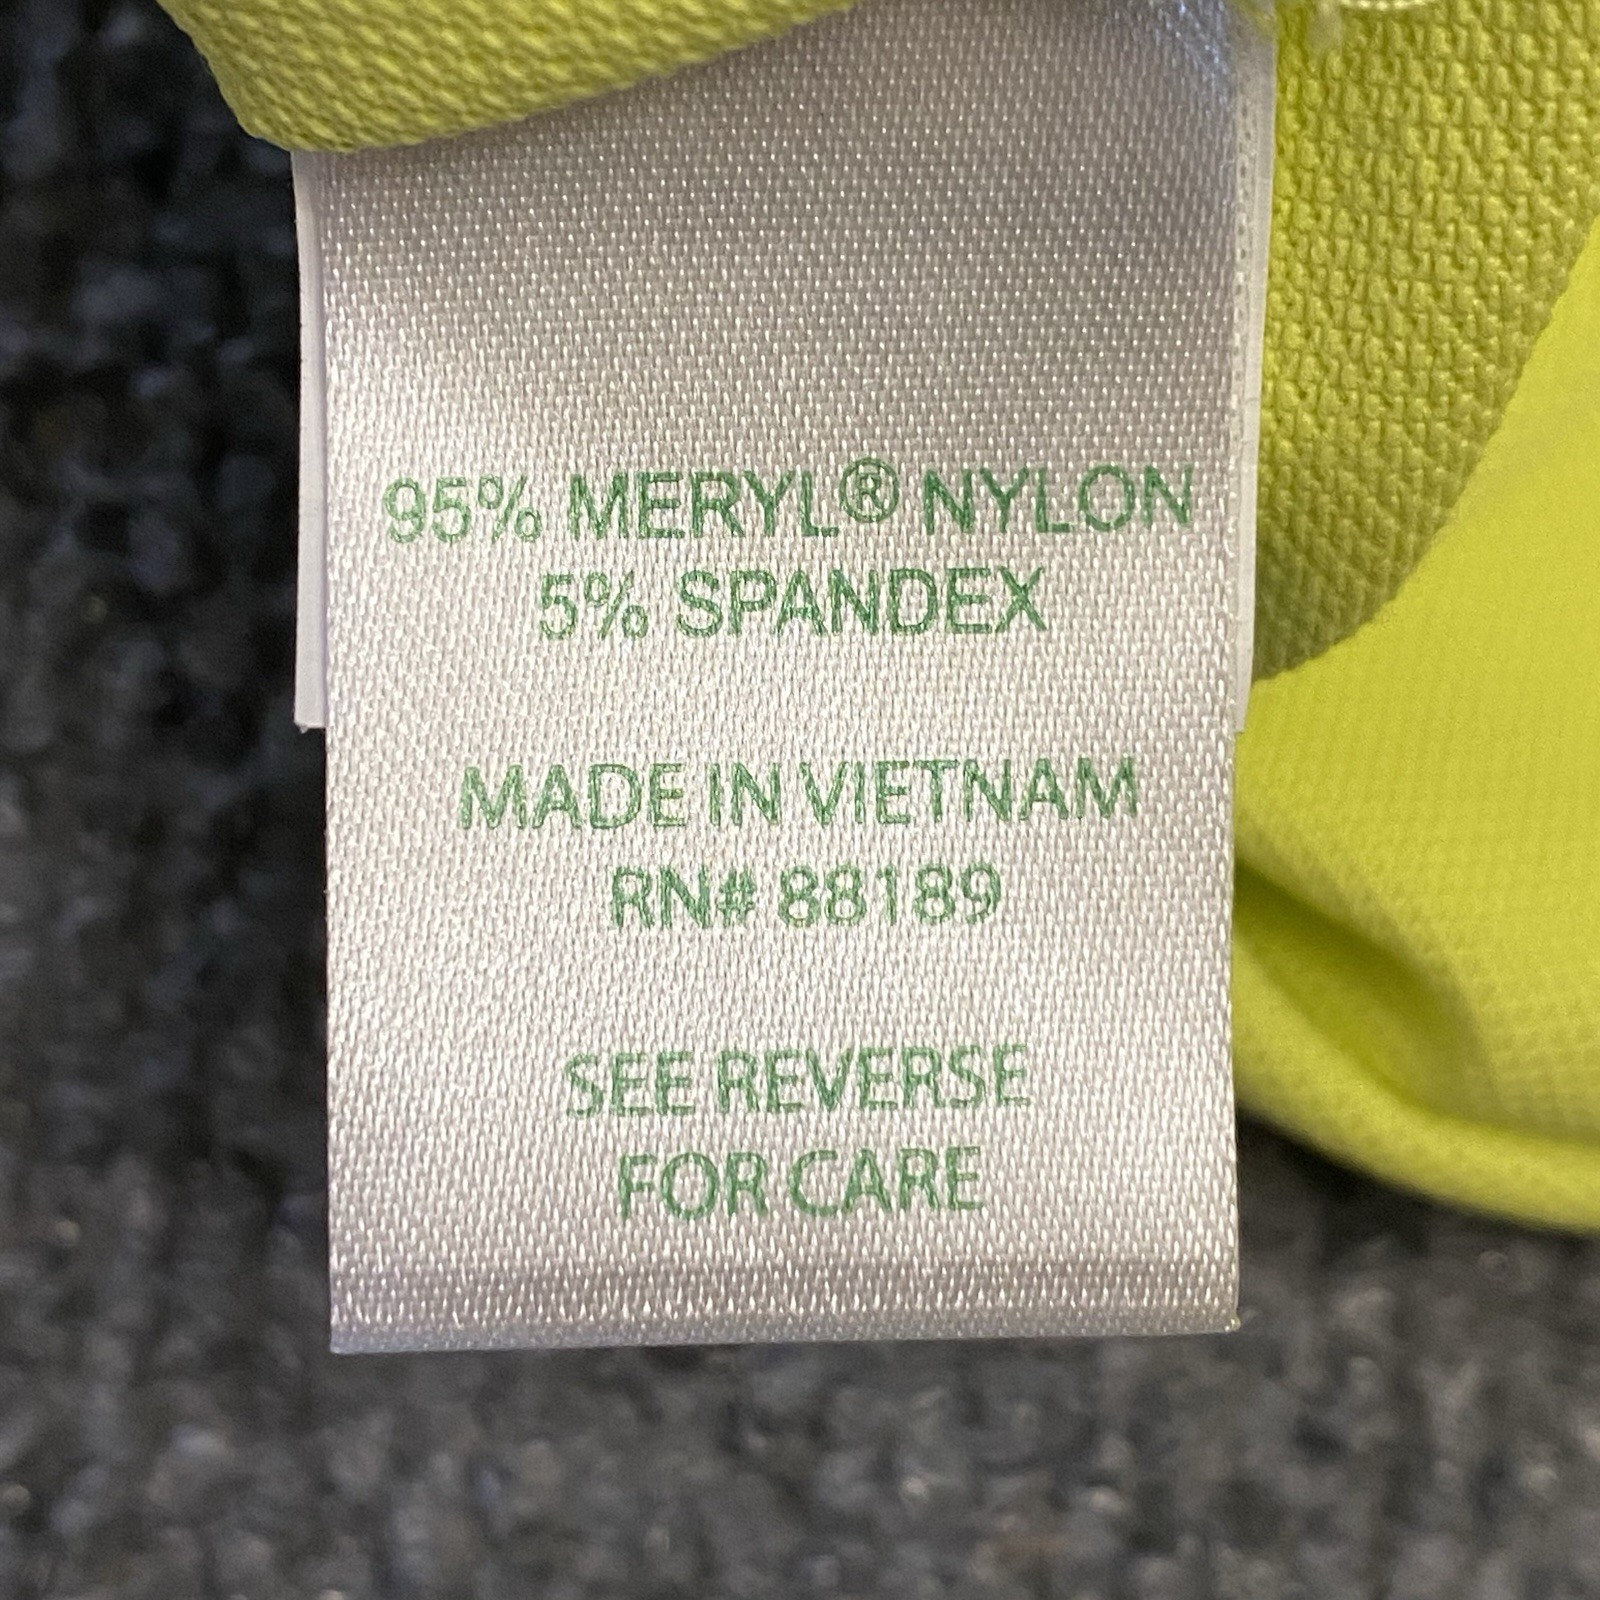 95% MERYL® NYLON
5% SPANDEX
MADE IN VIETNAM
RN# 88189
SEE REVERSE
FOR CARE